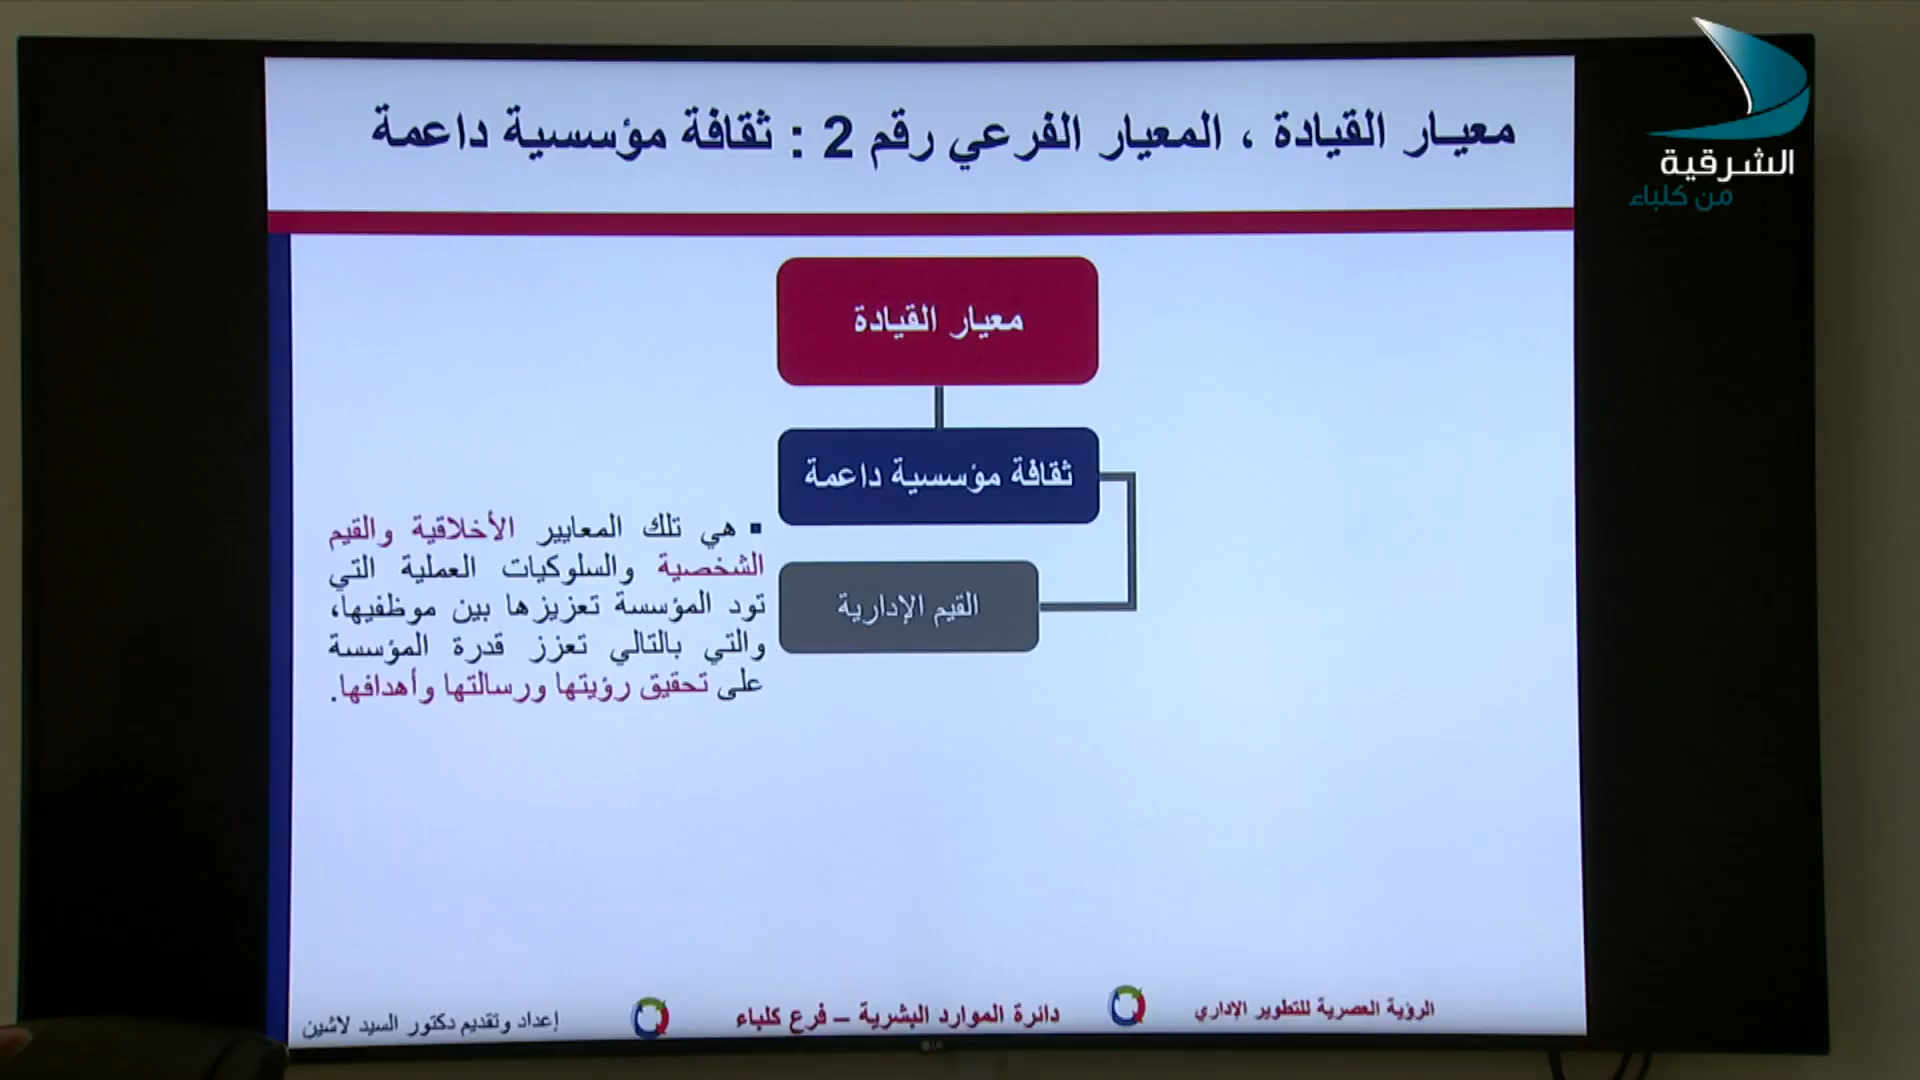 الشرقية
من كلباء
معيار القيادة ، المعيار الفرعي رقم 2 : ثقافة مؤسسية داعمة
معيار القيادة
ثقافة مؤسسية داعمة
القيم الإدارية
▪ هي تلك المعايير الأخلاقية والقيم
الشخصية والسلوكيات العملية التي
تود المؤسسة تعزيزها بين موظفيها،
والتي بالتالي تعزز قدرة المؤسسة
على تحقيق رؤيتها ورسالتها وأهدافها.
الرؤية العصرية للتطوير الإداري
دائرة الموارد البشرية – فرع كلباء
إعداد وتقديم دكتور السيد لاشين
LG